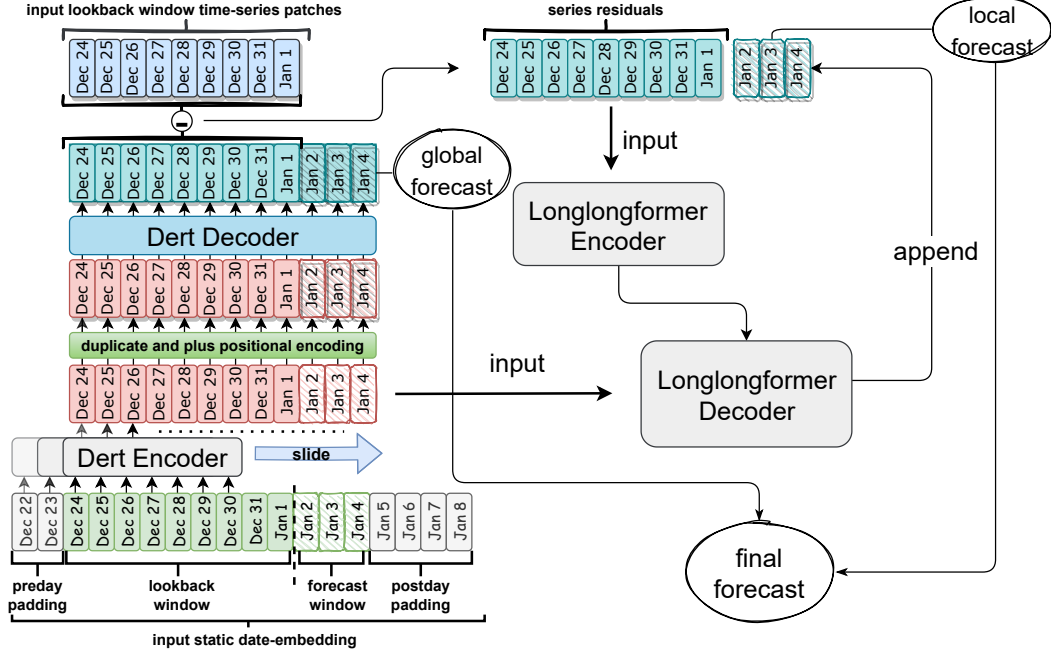 input lookback window time-series patches
Dec 24
Dec 25
Dec 26
Dec 27
Dec 28
Dec 29
Dec 30
Dec 31
Jan 1
series residuals
Dec 24
Dec 25
Dec 26
Dec 27
Dec 28
Dec 29
Dec 30
Dec 31
Jan 1
Jan 2
Jan 3
Jan 4
local
forecast
-
Dec 24
Dec 25
Dec 26
Dec 27
Dec 28
Dec 29
Dec 30
Dec 31
Jan 1
Jan 2
Jan 3
Jan 4
global
forecast
input
Longlongformer
Encoder
append
Dert Decoder
Dec 24
Dec 25
Dec 26
Dec 27
Dec 28
Dec 29
Dec 30
Dec 31
Jan 1
Jan 2
Jan 3
Jan 4
duplicate and plus positional encoding
Dec 24
Dec 25
Dec 26
Dec 27
Dec 28
Dec 29
Dec 30
Dec 31
Jan 1
Jan 2
Jan 3
Jan 4
input
Longlongformer
Decoder
Dert Encoder
slide
Dec 22
Dec 23
Dec 24
Dec 25
Dec 26
Dec 27
Dec 28
Dec 29
Dec 30
Dec 31
Jan 1
Jan 2
Jan 3
Jan 4
Jan 5
Jan 6
Jan 7
Jan 8
preday
padding
lookback
window
forecast
window
postday
padding
input static date-embedding
final
forecast